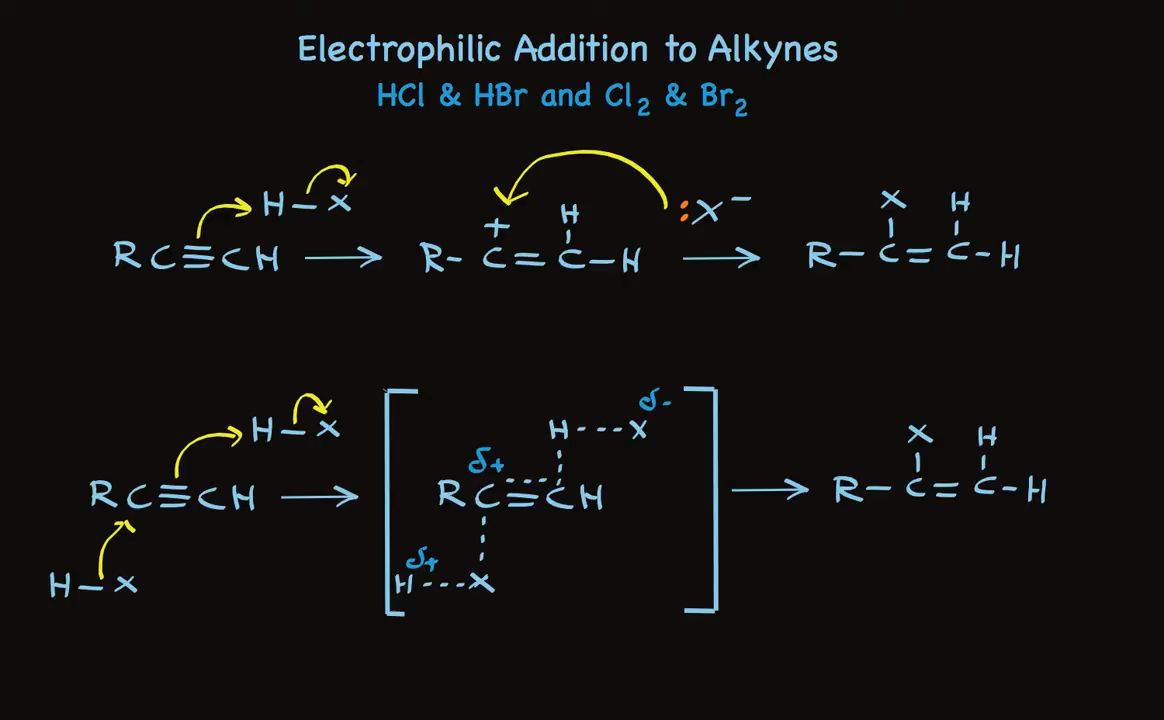 Electrophilic Addition to Alkynes
HCl & HBr and Cl₂ & Br₂
H–X
RC≡CH → R–C⁺=C(H)–H :X⁻ → R–C(X)=C(H)–H
H–X
H---X δ-
δ+
RC≡CH → [RC≡CH] → R–C(X)=C(H)–H
δ+
H–X H---X